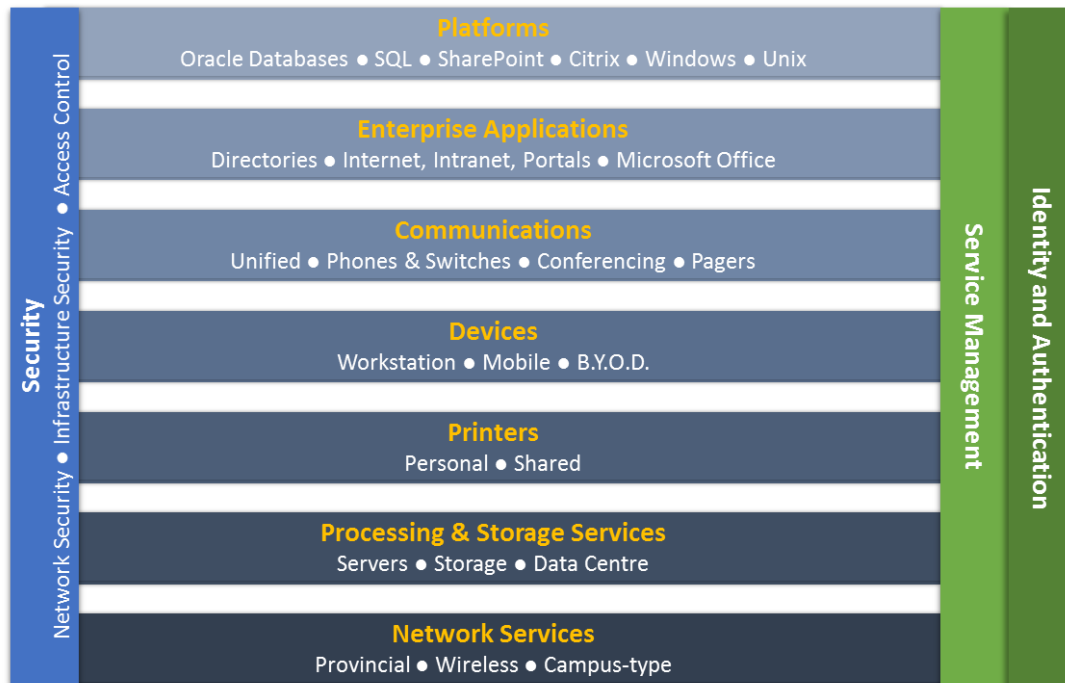 Security
Network Security ● Infrastructure Security ● Access Control
Platforms
Oracle Databases ● SQL ● SharePoint ● Citrix ● Windows ● Unix
Enterprise Applications
Directories ● Internet, Intranet, Portals ● Microsoft Office
Communications
Unified ● Phones & Switches ● Conferencing ● Pagers
Devices
Workstation ● Mobile ● B.Y.O.D.
Printers
Personal ● Shared
Processing & Storage Services
Servers ● Storage ● Data Centre
Network Services
Provincial ● Wireless ● Campus-type
Service Management
Identity and Authentication